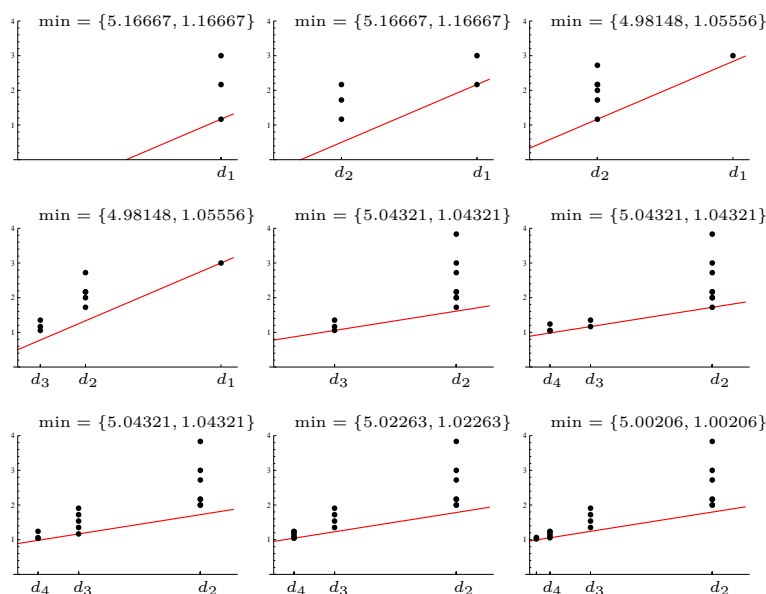 min = {5.16667, 1.16667} min = {5.16667, 1.16667} min = {4.98148, 1.05556}
4 4 4
3 3 3
2 2 2
1 1 1
d1 d2 d1 d2 d1
min = {4.98148, 1.05556} min = {5.04321, 1.04321} min = {5.04321, 1.04321}
4 4 4
3 3 3
2 2 2
1 1 1
d3 d2 d1 d3 d2 d4 d3 d2
min = {5.04321, 1.04321} min = {5.02263, 1.02263} min = {5.00206, 1.00206}
4 4 4
3 3 3
2 2 2
1 1 1
d4 d3 d2 d4 d3 d2 d4 d3 d2